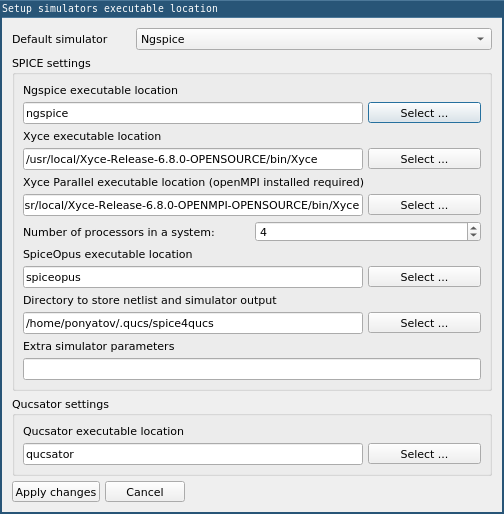 Setup simulators executable location
Default simulator Ngspice
SPICE settings
Ngspice executable location
ngspice Select ...
Xyce executable location
/usr/local/Xyce-Release-6.8.0-OPENSOURCE/bin/Xyce Select ...
Xyce Parallel executable location (openMPI installed required)
sr/local/Xyce-Release-6.8.0-OPENMPI-OPENSOURCE/bin/Xyce Select ...
Number of processors in a system: 4
SpiceOpus executable location
spiceopus Select ...
Directory to store netlist and simulator output
/home/ponyatov/.qucs/spice4qucs Select ...
Extra simulator parameters
Qucsator settings
Qucsator executable location
qucsator Select ...
Apply changes Cancel